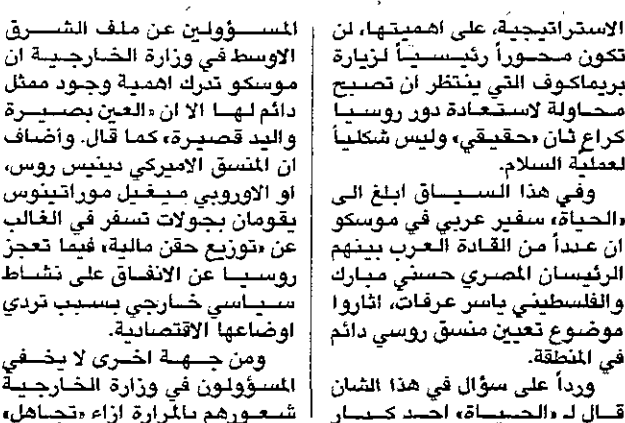 الاستراتيجية، على اهميتها، لن
تكون محوراً رئيسياً لزيارة
بريماكوف التي ينتظر ان تصبح
محاولة لاستعادة دور روسيا
كراع ثان «حقيقي» وليس شكلياً
لعملية السلام.
وفي هذا السياق ابلغ الى
«الحياة» سفير عربي في موسكو
ان عدداً من القادة العرب بينهم
الرئيسان المصري حسني مبارك
والفلسطيني ياسر عرفات، اثاروا
موضوع تعيين منسق روسي دائم
في المنطقة.
ورداً على سؤال في هذا الشان
قال لـ «الحياة» احد كبار
المسؤولين عن ملف الشرق
الاوسط في وزارة الخارجية ان
موسكو تدرك اهمية وجود ممثل
دائم لها الا ان «العين بصيرة
واليد قصيرة» كما قال. وأضاف
ان المنسق الاميركي دينيس روس،
او الاوروبي ميغيل موراتينوس
يقومان بجولات تسفر في الغالب
عن «توزيع حقن مالية» فيما تعجز
روسيا عن الانفاق على نشاط
سياسي خارجي بسبب تردي
اوضاعها الاقتصادية.
ومن جهة اخرى لا يخفي
المسؤولون في وزارة الخارجية
شعورهم بالمرارة ازاء «تجاهل»